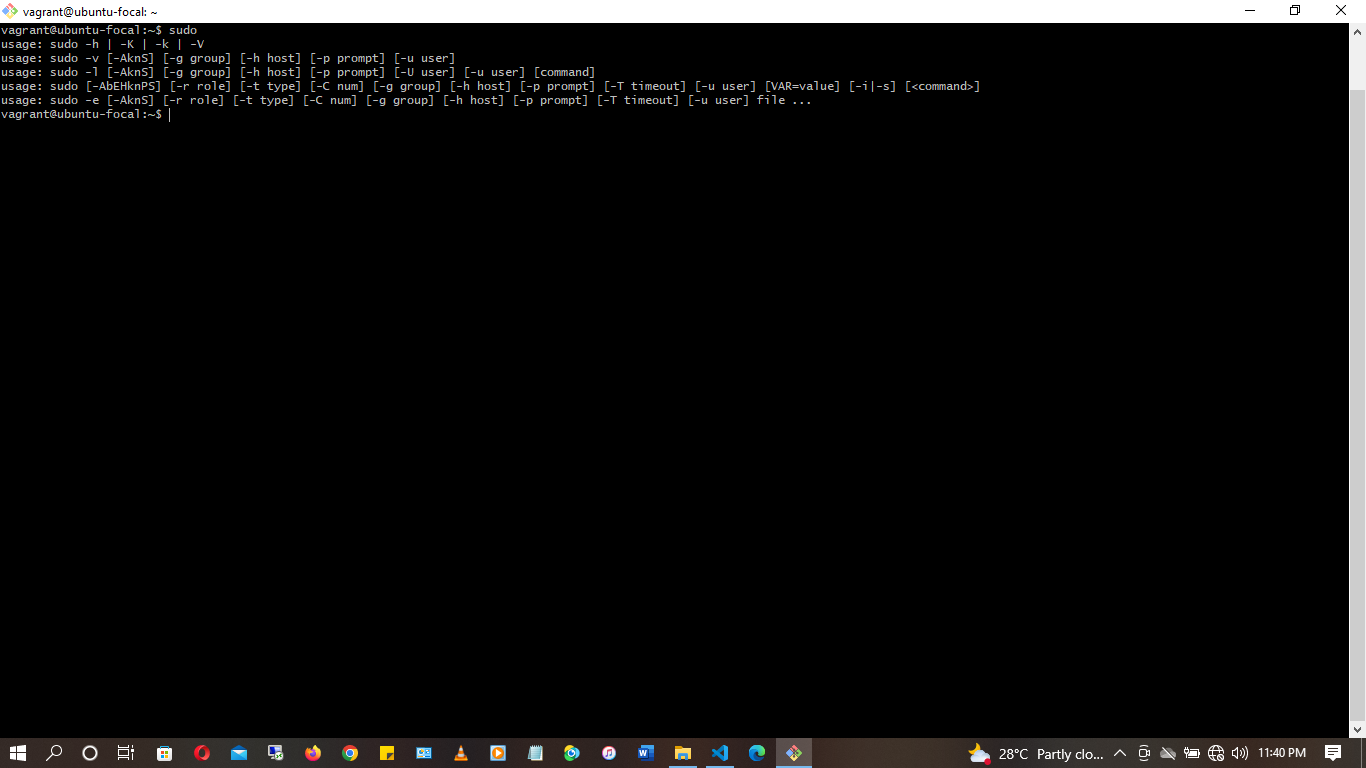 vagrant@ubuntu-focal: ~
vagrant@ubuntu-focal:~$ sudo
usage: sudo -h | -K | -k | -V
usage: sudo -v [-AknS] [-g group] [-h host] [-p prompt] [-u user]
usage: sudo -l [-AknS] [-g group] [-h host] [-p prompt] [-U user] [-u user] [command]
usage: sudo [-AbEHknPS] [-r role] [-t type] [-C num] [-g group] [-h host] [-p prompt] [-T timeout] [-u user] [VAR=value] [-i|-s] [<command>]
usage: sudo -e [-AknS] [-r role] [-t type] [-C num] [-g group] [-h host] [-p prompt] [-T timeout] [-u user] file ...
vagrant@ubuntu-focal:~$
28°C Partly clo... 11:40 PM